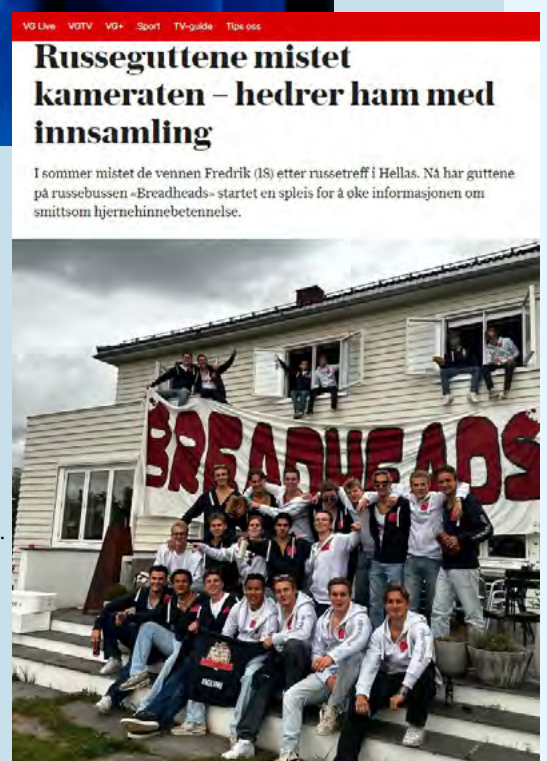 VG Live VGTV VG+ Sport TV-guide Tips oss
Russeguttene mistet
kameraten – hedrer ham med
innsamling
I sommer mistet de vennen Fredrik (18) etter russetreff i Hellas. Nå har guttene
på russebussen «Breadheads» startet en spleis for å øke informasjonen om
smittsom hjernehinnebetennelse.
BREADHEADS